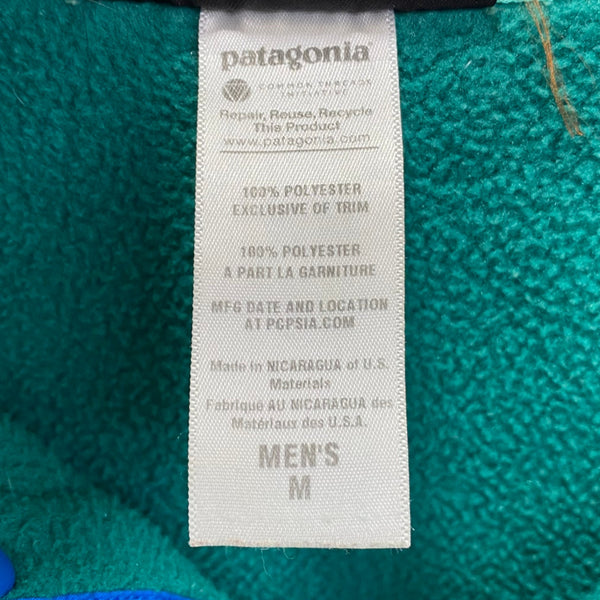 patagonia
COMMON THREADS
INITIATIVE
Repair, Reuse, Recycle
This Product
www.patagonia.com
100% POLYESTER
EXCLUSIVE OF TRIM
100% POLYESTER
A PART LA GARNITURE
MFG DATE AND LOCATION
AT PCPSIA.COM
Made in NICARAGUA of U.S.
Materials
Fabriqué AU NICARAGUA des
Matériaux des U.S.A.
MEN'S
M